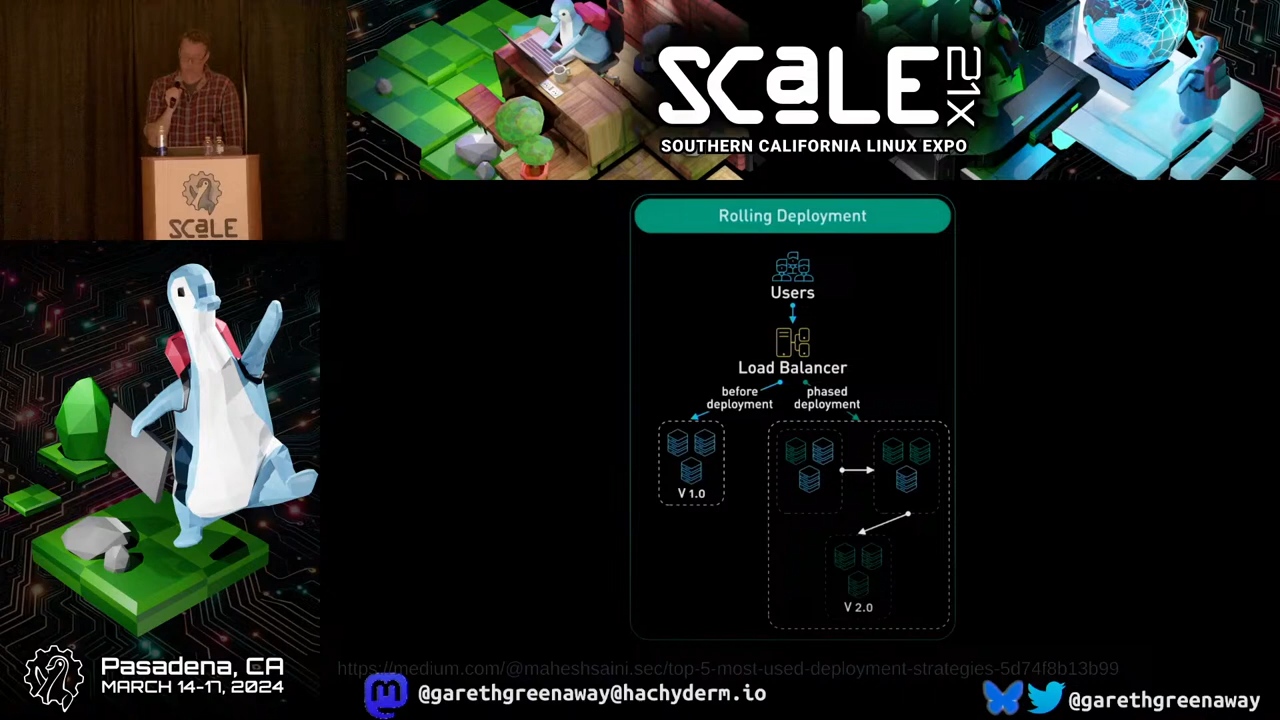 SCALE
21X
SOUTHERN CALIFORNIA LINUX EXPO
SCALE
Rolling Deployment
Users
Load Balancer
before
deployment
phased
deployment
V 1.0
V 2.0
https://medium.com/@maheshsaini.sec/top-5-most-used-deployment-strategies-5d74f8b13b99
Pasadena, CA
MARCH 14-17, 2024
@garethgreenaway@hachyderm.io
@garethgreenaway